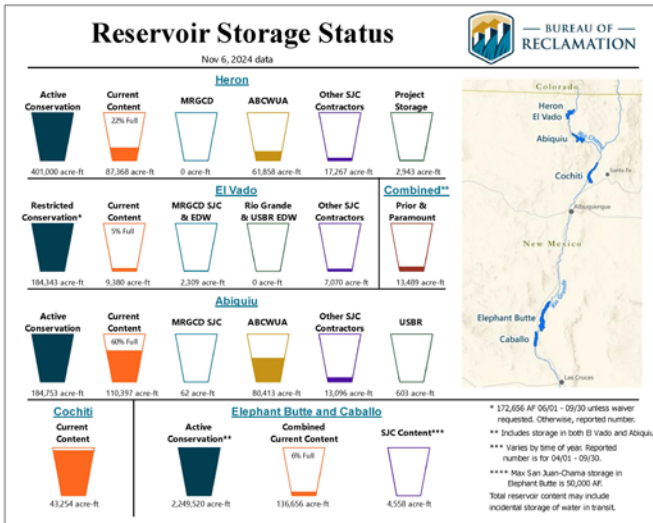 Reservoir Storage Status
Nov 6, 2024 data
BUREAU OF
RECLAMATION
Heron
Active
Conservation
Current
Content
MRGCD
ABCWUA
Other SJC
Contractors
Project
Storage
22% Full
401,000 acre-ft
87,368 acre-ft
0 acre-ft
61,858 acre-ft
17,267 acre-ft
2,943 acre-ft
El Vado
Combined**
Restricted
Conservation*
Current
Content
MRGCD SJC
& EDW
Rio Grande
& USBR EDW
Other SJC
Contractors
Prior &
Paramount
5% Full
184,343 acre-ft
9,380 acre-ft
2,309 acre-ft
0 acre-ft
7,070 acre-ft
13,489 acre-ft
Abiquiu
Active
Conservation
Current
Content
MRGCD SJC
ABCWUA
Other SJC
Contractors
USBR
60% Full
184,753 acre-ft
110,397 acre-ft
62 acre-ft
80,413 acre-ft
13,096 acre-ft
603 acre-ft
Cochiti
Current
Content
43,254 acre-ft
Elephant Butte and Caballo
Active
Conservation**
Combined
Current Content
SJC Content***
6% Full
2,249,520 acre-ft
136,656 acre-ft
4,558 acre-ft
Colorado
Heron
El Vado
Abiquiu
Cochiti
Santa Fe
Albuquerque
New Mexico
Rio Grande
Elephant Butte
Caballo
Las Cruces
* 172,656 AF 06/01 - 09/30 unless waiver
requested. Otherwise, reported number.
** Includes storage in both El Vado and Abiquiu
*** Varies by time of year. Reported
number is for 04/01 - 09/30.
**** Max San Juan-Chama storage in
Elephant Butte is 50,000 AF.
Total reservoir content may include
incidental storage of water in transit.